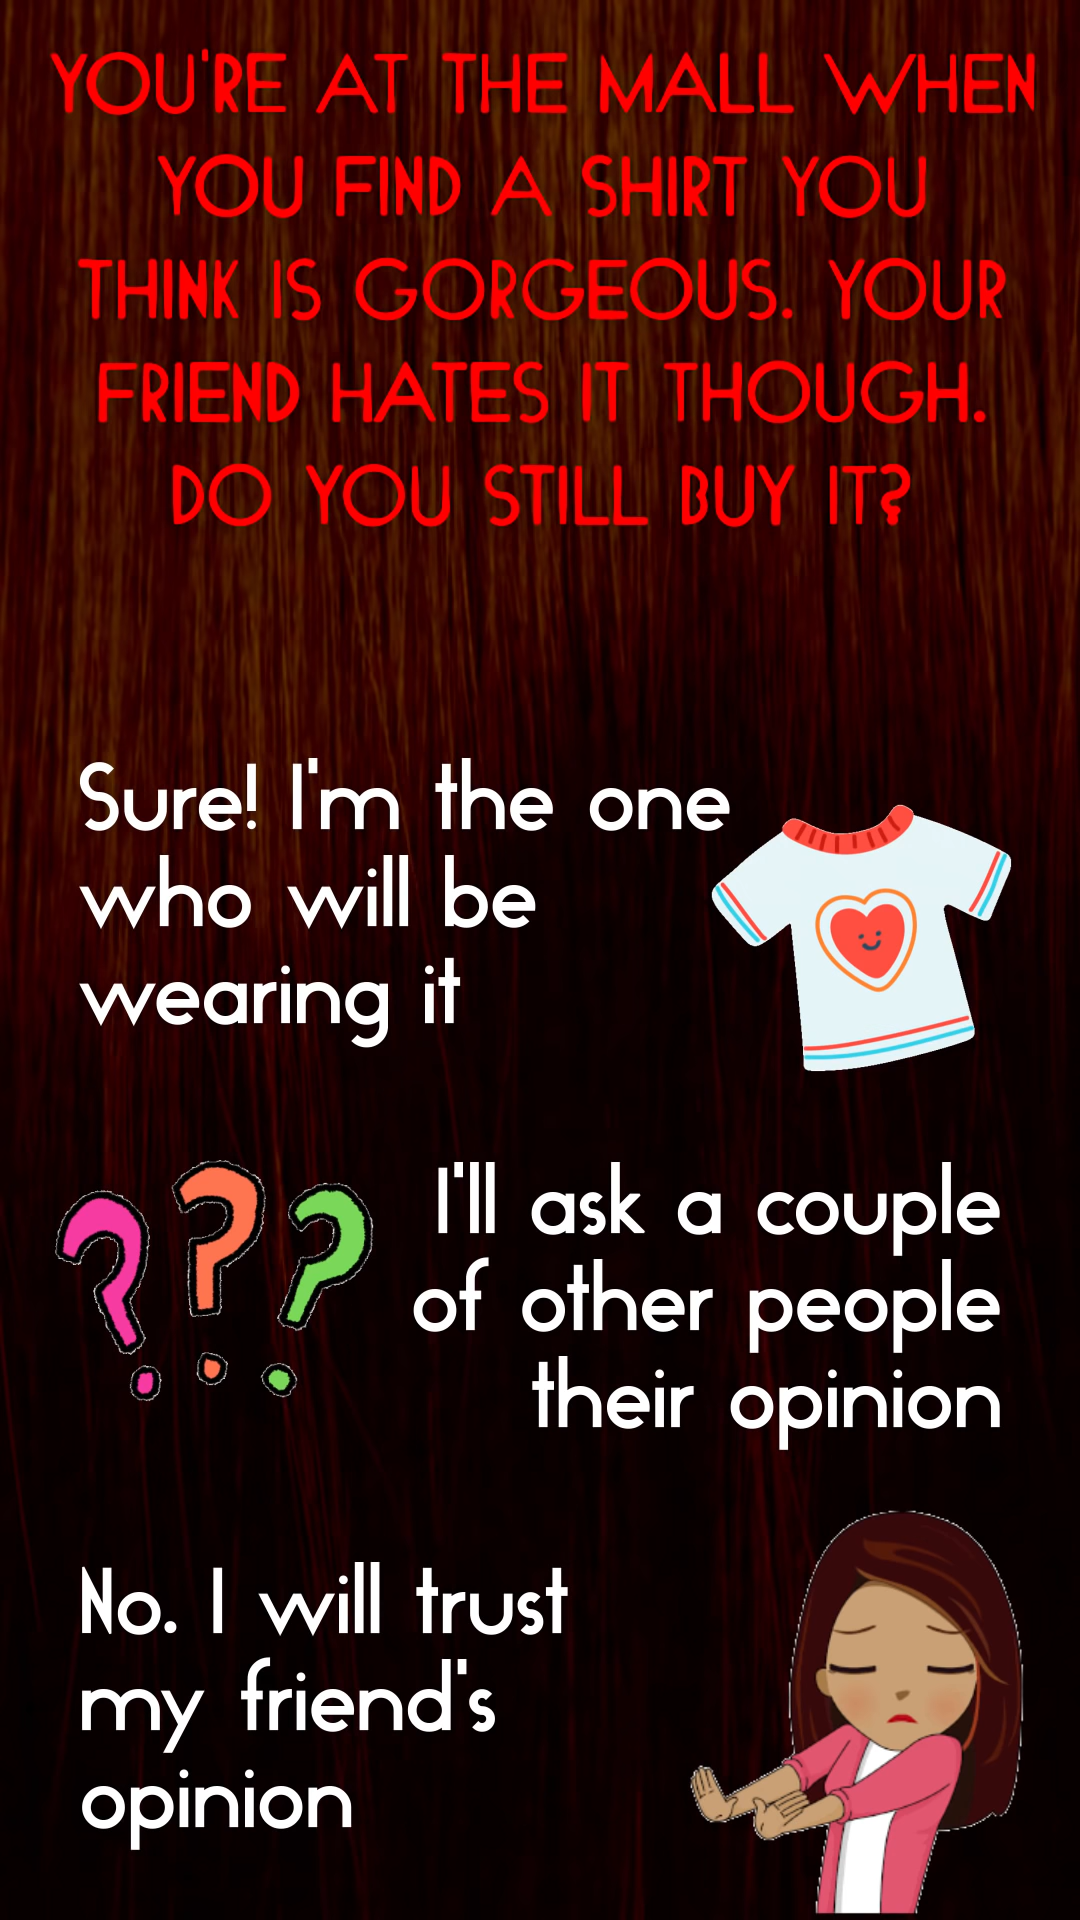 YOU'RE AT THE MALL WHEN
YOU FIND A SHIRT YOU
THINK IS GORGEOUS. YOUR
FRIEND HATES IT THOUGH.
DO YOU STILL BUY IT?
Sure! I'm the one
who will be
wearing it
???
I'll ask a couple
of other people
their opinion
No. I will trust
my friend's
opinion